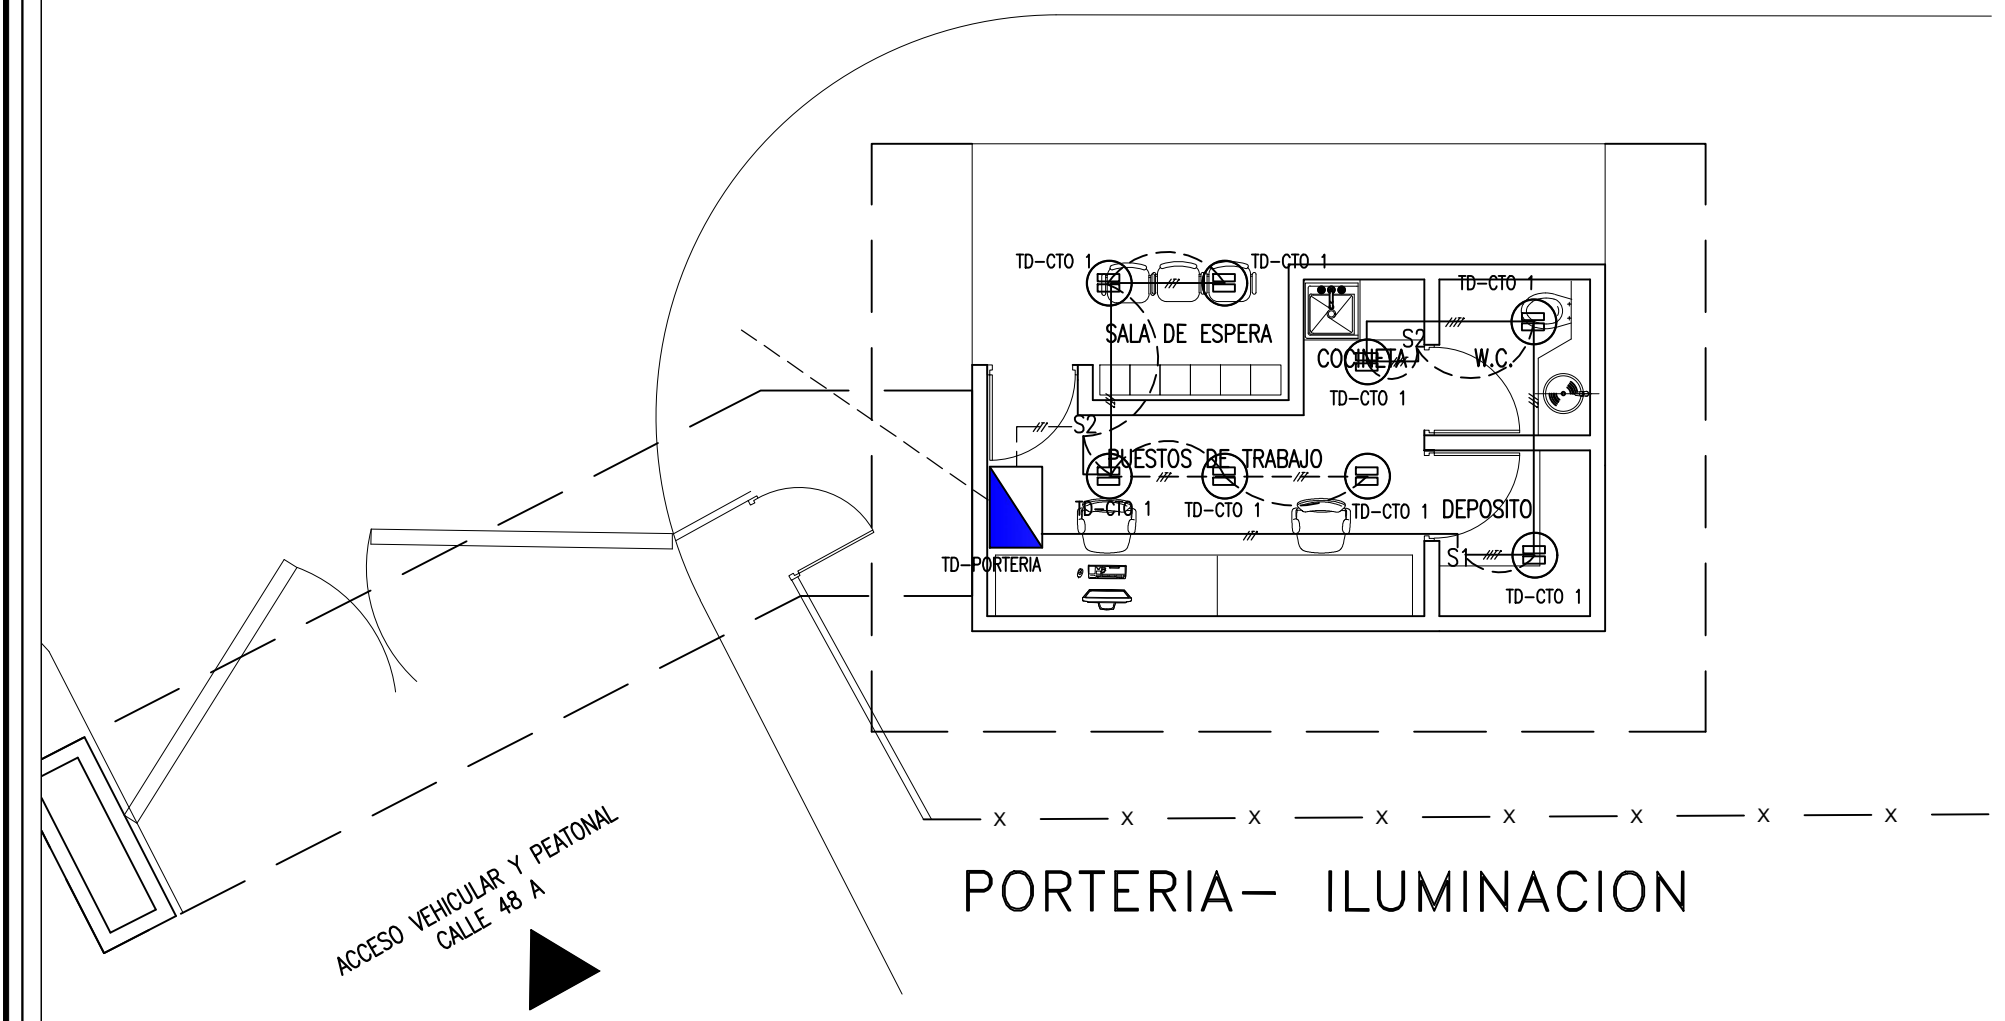 TD-CTO 1
TD-CTO 1
TD-CTO 1
SALA DE ESPERA
S2
COCINETA
W.C.
TD-CTO 1
S2
PUESTOS DE TRABAJO
TD-CTO 1
TD-CTO 1
TD-CTO 1
DEPOSITO
S1
TD-PORTERIA
TD-CTO 1
X X X X X X X X
PORTERIA- ILUMINACION
ACCESO VEHICULAR Y PEATONAL
CALLE 48 A